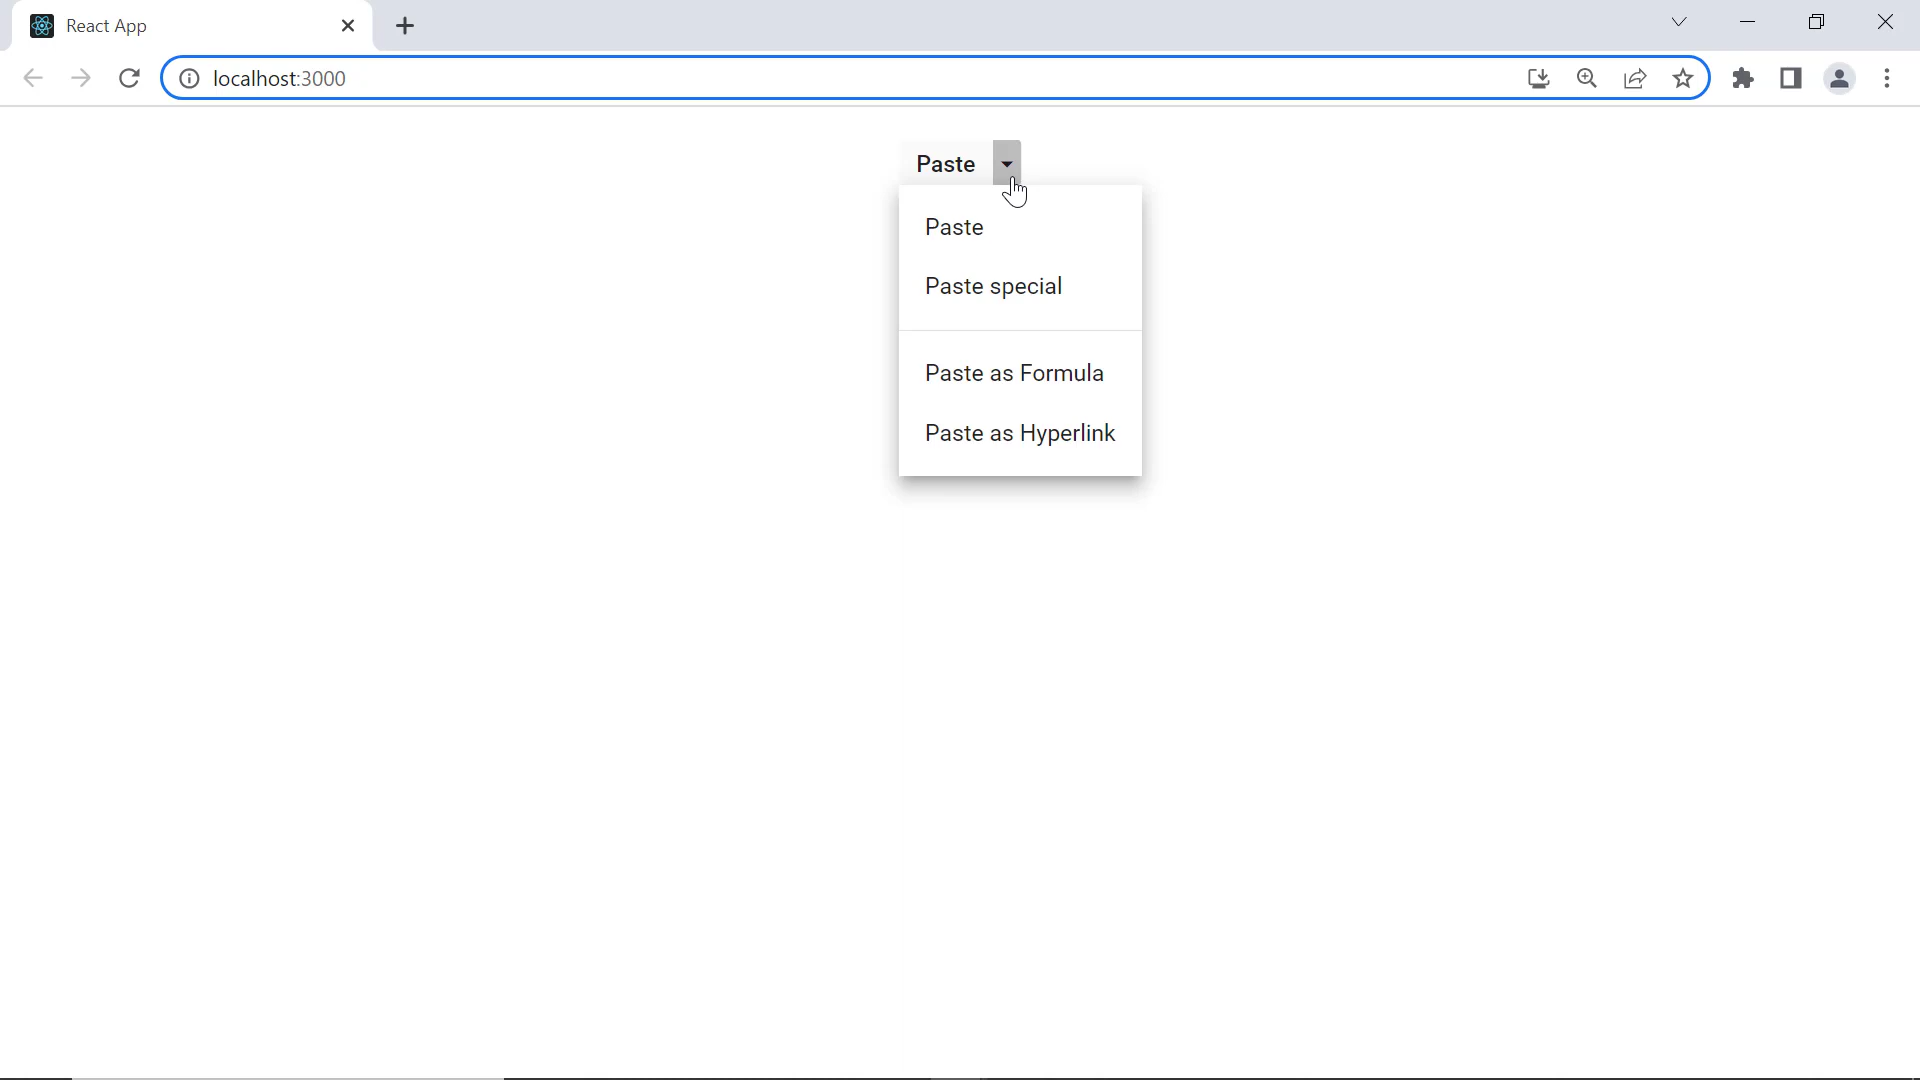 React App
localhost:3000
Paste
Paste
Paste special
Paste as Formula
Paste as Hyperlink